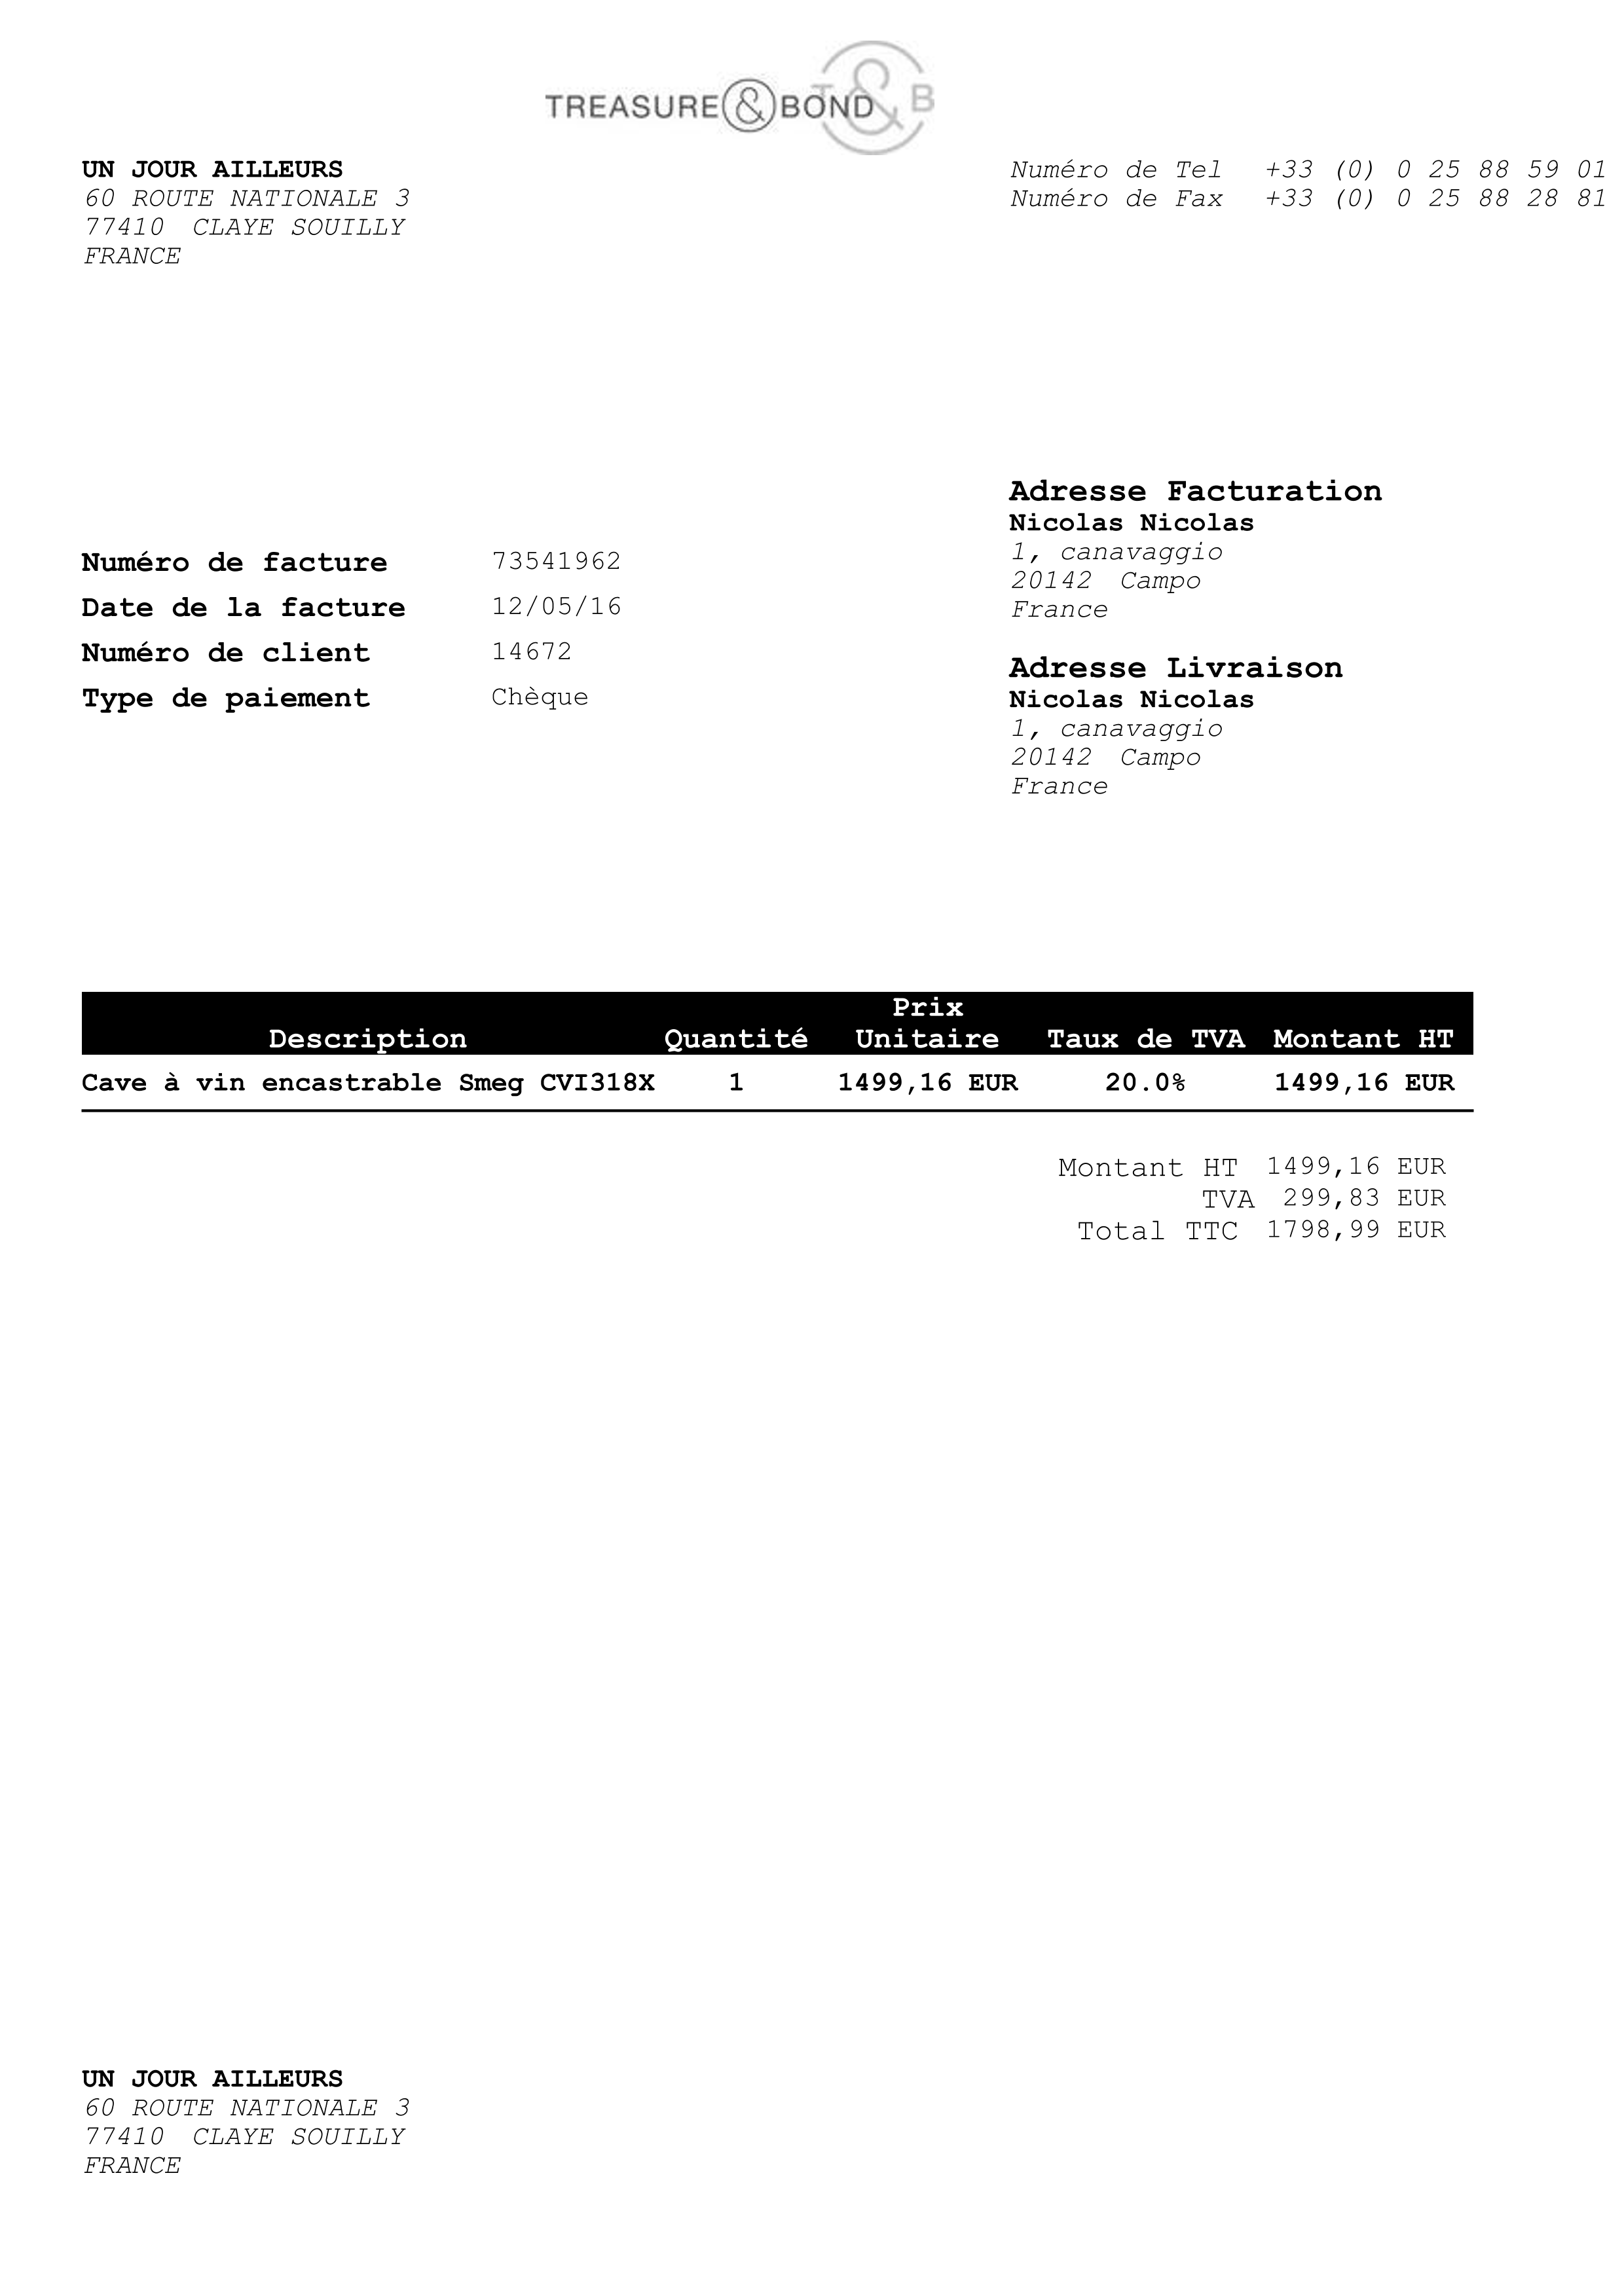 TREASURE & BOND
T & B
UN JOUR AILLEURS
60 ROUTE NATIONALE 3
77410 CLAYE SOUILLY
FRANCE
Numéro de Tel +33 (0) 0 25 88 59 01
Numéro de Fax +33 (0) 0 25 88 28 81
Numéro de facture 73541962
Date de la facture 12/05/16
Numéro de client 14672
Type de paiement Chèque
Adresse Facturation
Nicolas Nicolas
1, canavaggio
20142 Campo
France
Adresse Livraison
Nicolas Nicolas
1, canavaggio
20142 Campo
France
Description Quantité Prix Unitaire Taux de TVA Montant HT
Cave à vin encastrable Smeg CVI318X 1 1499,16 EUR 20.0% 1499,16 EUR
Montant HT 1499,16 EUR
TVA 299,83 EUR
Total TTC 1798,99 EUR
UN JOUR AILLEURS
60 ROUTE NATIONALE 3
77410 CLAYE SOUILLY
FRANCE